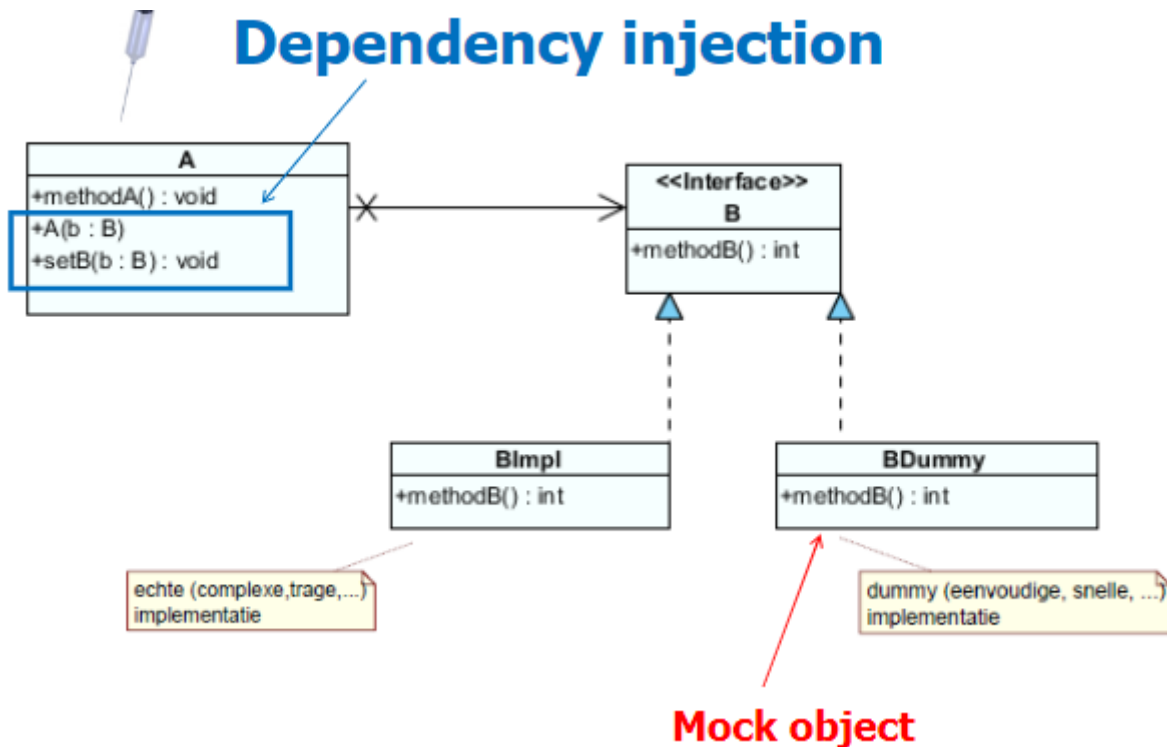 Dependency injection
A
+methodA() : void
+A(b : B)
+setB(b : B) : void
<<Interface>>
B
+methodB() : int
BImpl
+methodB() : int
BDummy
+methodB() : int
echte (complexe,trage,...)
implementatie
dummy (eenvoudige, snelle, ...)
implementatie
Mock object